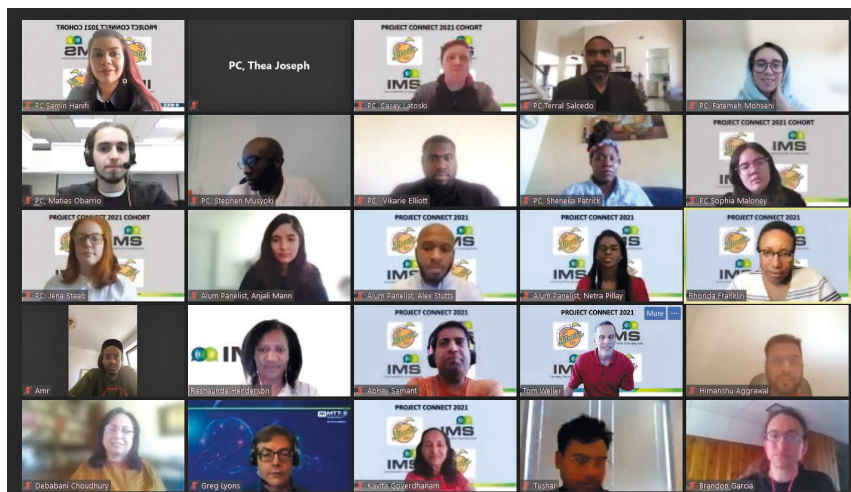 PROJECT CONNECT 2021 COHORT
PROJECT CONNECT 2021 COHORT
IMS
PC Samin Hanifi
PC, Thea Joseph
PC, Casey Latoski
PC Terral Salcedo
PC, Fatemeh Mohseni
PROJECT CONNECT 2021 COHORT
IMS
PC, Matias Obarrio
PC, Stephen Musyoki
PC, Vikarie Elliott
PC, Sheneka Patrick
PC Sophia Maloney
PROJECT CONNECT 2021 COHORT
PROJECT CONNECT 2021
PROJECT CONNECT 2021
PROJECT CONNECT 2021
IMS
IMS
IMS
IMS
PC: Jena Staab
Alum Panelist, Anjali Mann
Alum Panelist, Alex Stutts
Alum Panelist, Netra Pillay
Rhonda Franklin
PROJECT CONNECT 2021
PROJECT CONNECT 2021
Mute ...
IMS
IMS
Amr
Rashaunda Henderson
Abhay Samant
Tom Weller
Himanshu Aggrawal
PROJECT CONNECT 2021
MTT-S
IMS
Debabani Choudhury
Greg Lyons
Kavita Goverdhanam
Tushar
Brandon Garcia